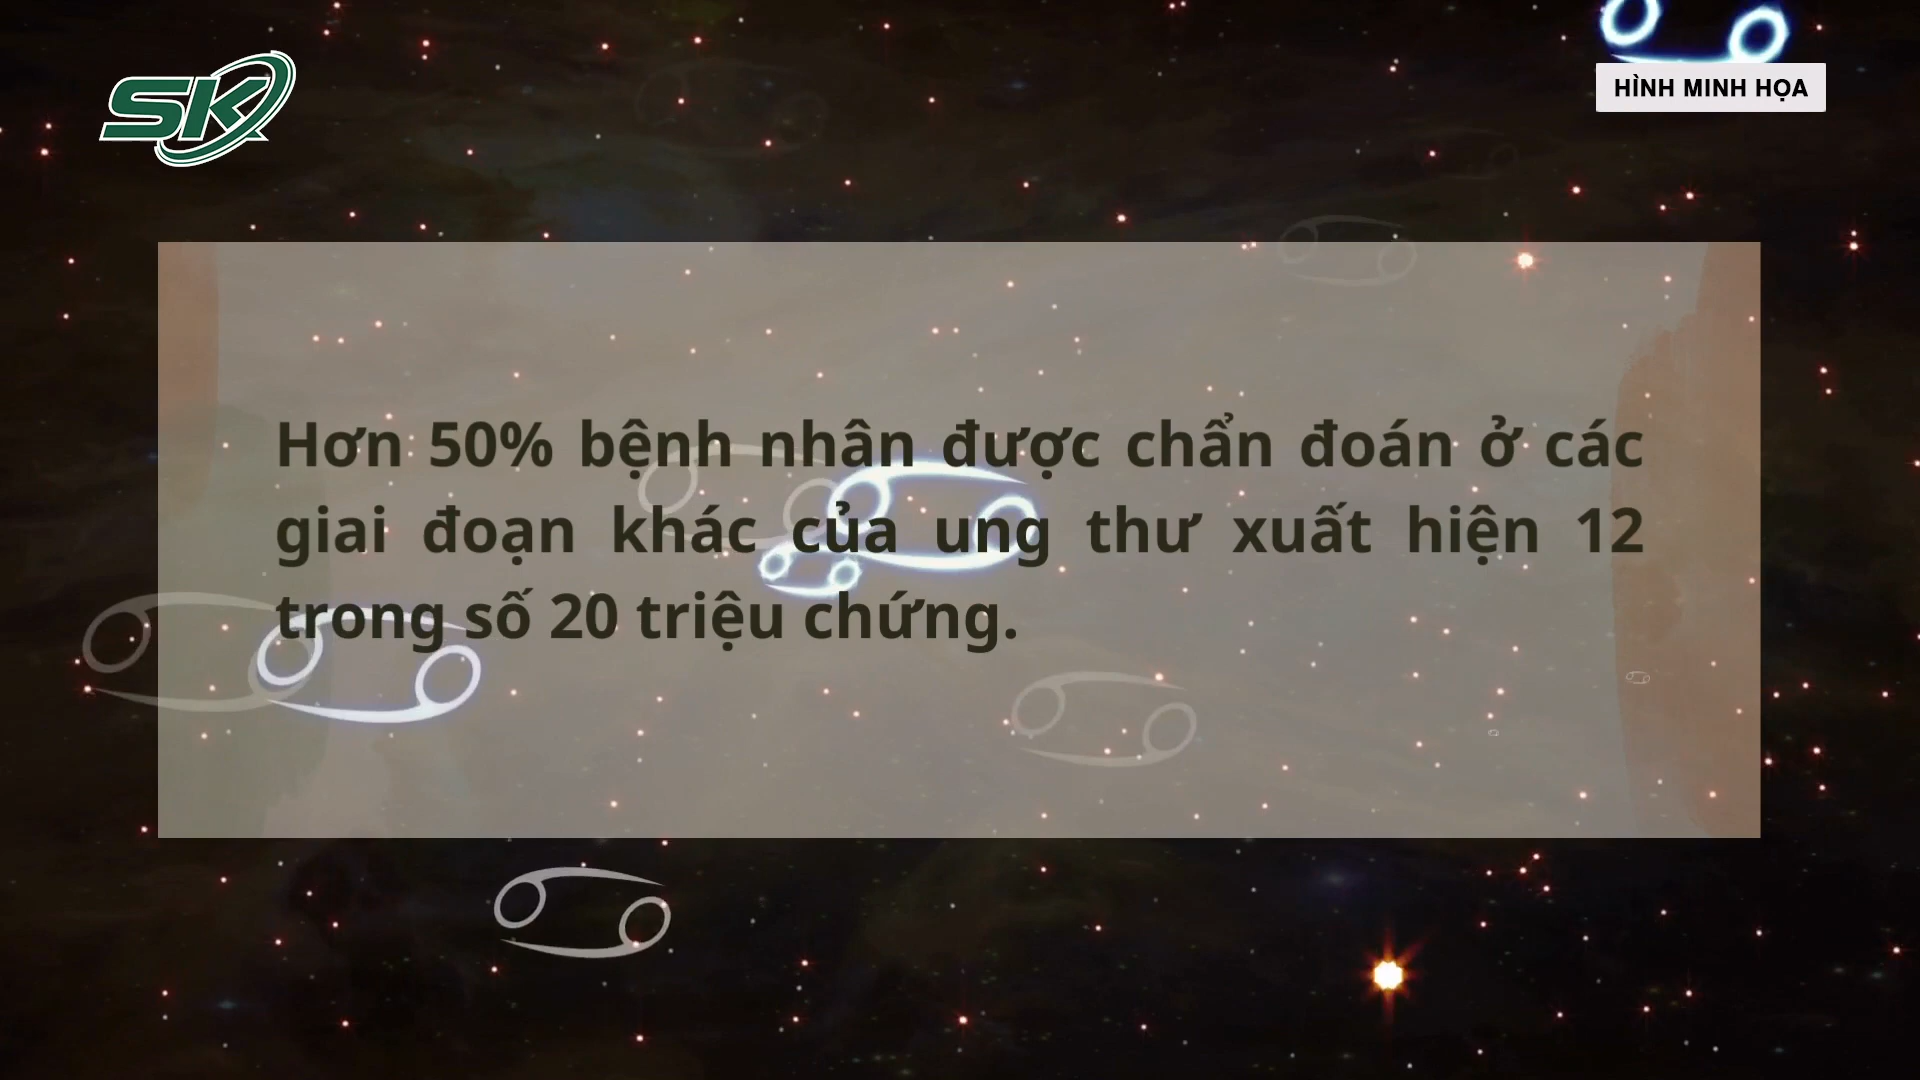 SK
HÌNH MINH HỌA
Hơn 50% bệnh nhân được chẩn đoán ở các
giai đoạn khác của ung thư xuất hiện 12
trong số 20 triệu chứng.